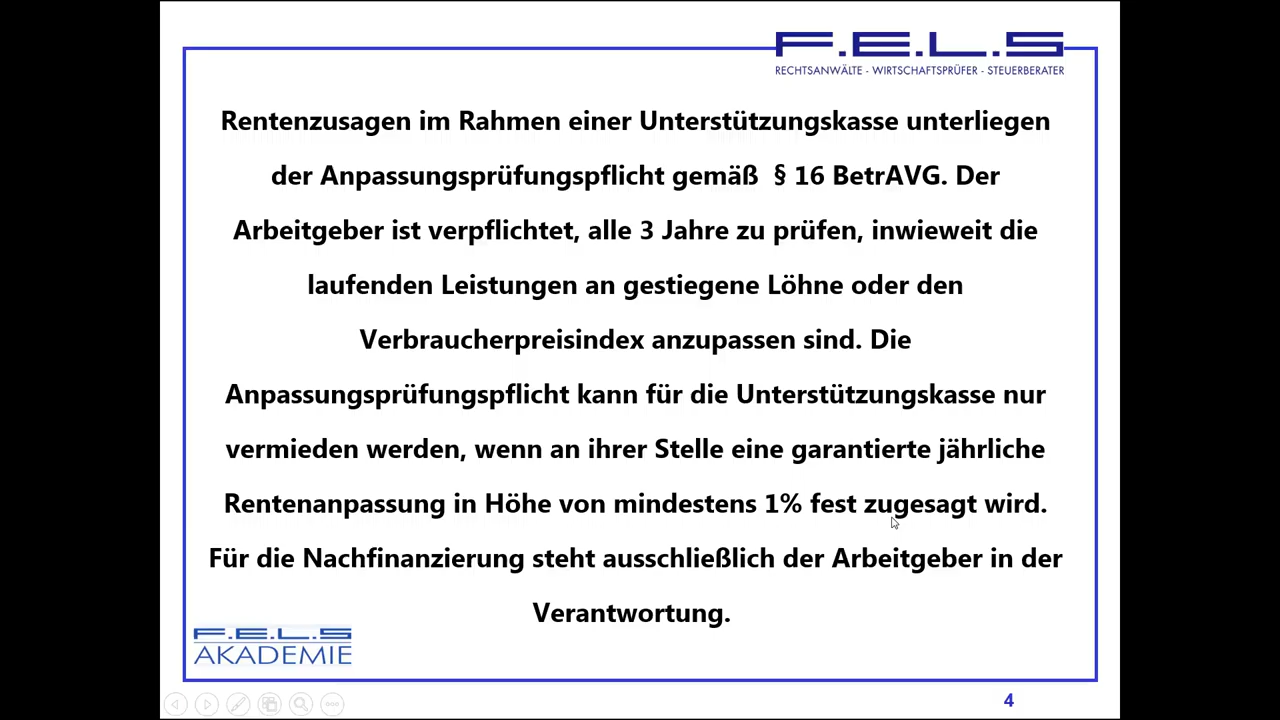 F.E.L.S
RECHTSANWÄLTE - WIRTSCHAFTSPRÜFER - STEUERBERATER
Rentenzusagen im Rahmen einer Unterstützungskasse unterliegen
der Anpassungsprüfungspflicht gemäß § 16 BetrAVG. Der
Arbeitgeber ist verpflichtet, alle 3 Jahre zu prüfen, inwieweit die
laufenden Leistungen an gestiegene Löhne oder den
Verbraucherpreisindex anzupassen sind. Die
Anpassungsprüfungspflicht kann für die Unterstützungskasse nur
vermieden werden, wenn an ihrer Stelle eine garantierte jährliche
Rentenanpassung in Höhe von mindestens 1% fest zugesagt wird.
Für die Nachfinanzierung steht ausschließlich der Arbeitgeber in der
Verantwortung.
F.E.L.S
AKADEMIE
4